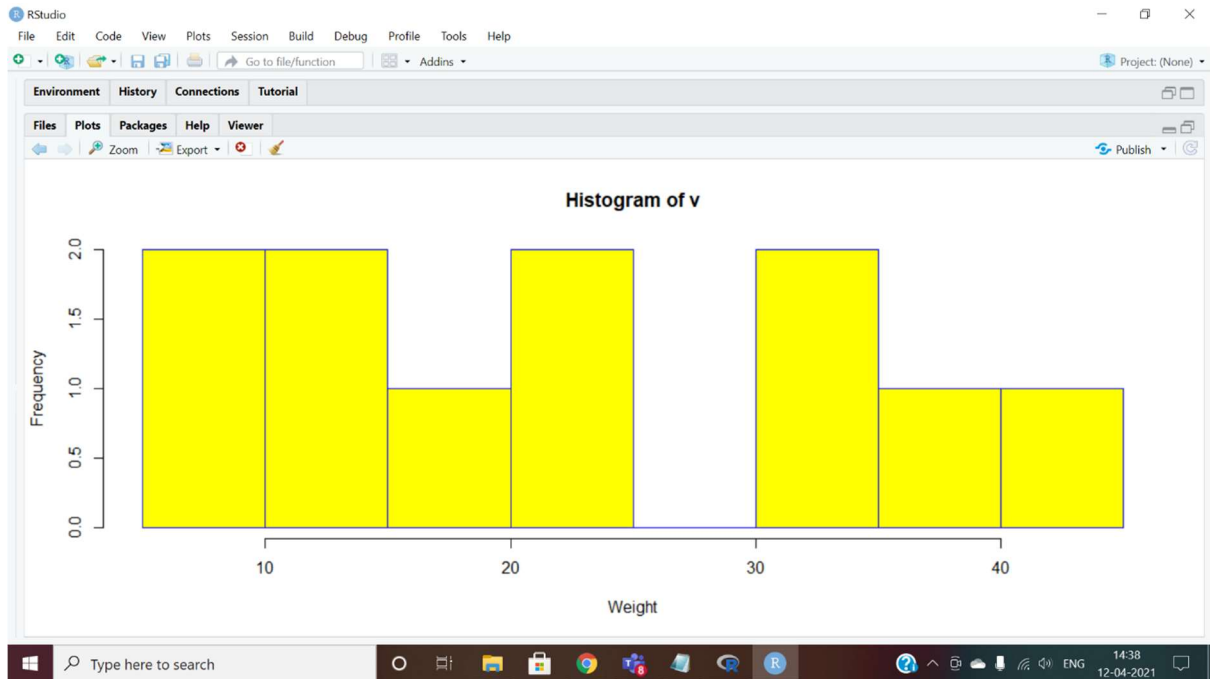 RStudio
File Edit Code View Plots Session Build Debug Profile Tools Help
Go to file/function Addins Project: (None)
Environment History Connections Tutorial
Files Plots Packages Help Viewer
Zoom Export Publish
Histogram of v
2.0
1.5
1.0
0.5
0.0
Frequency
10 20 30 40
Weight
Type here to search
8
ENG
14:38
12-04-2021